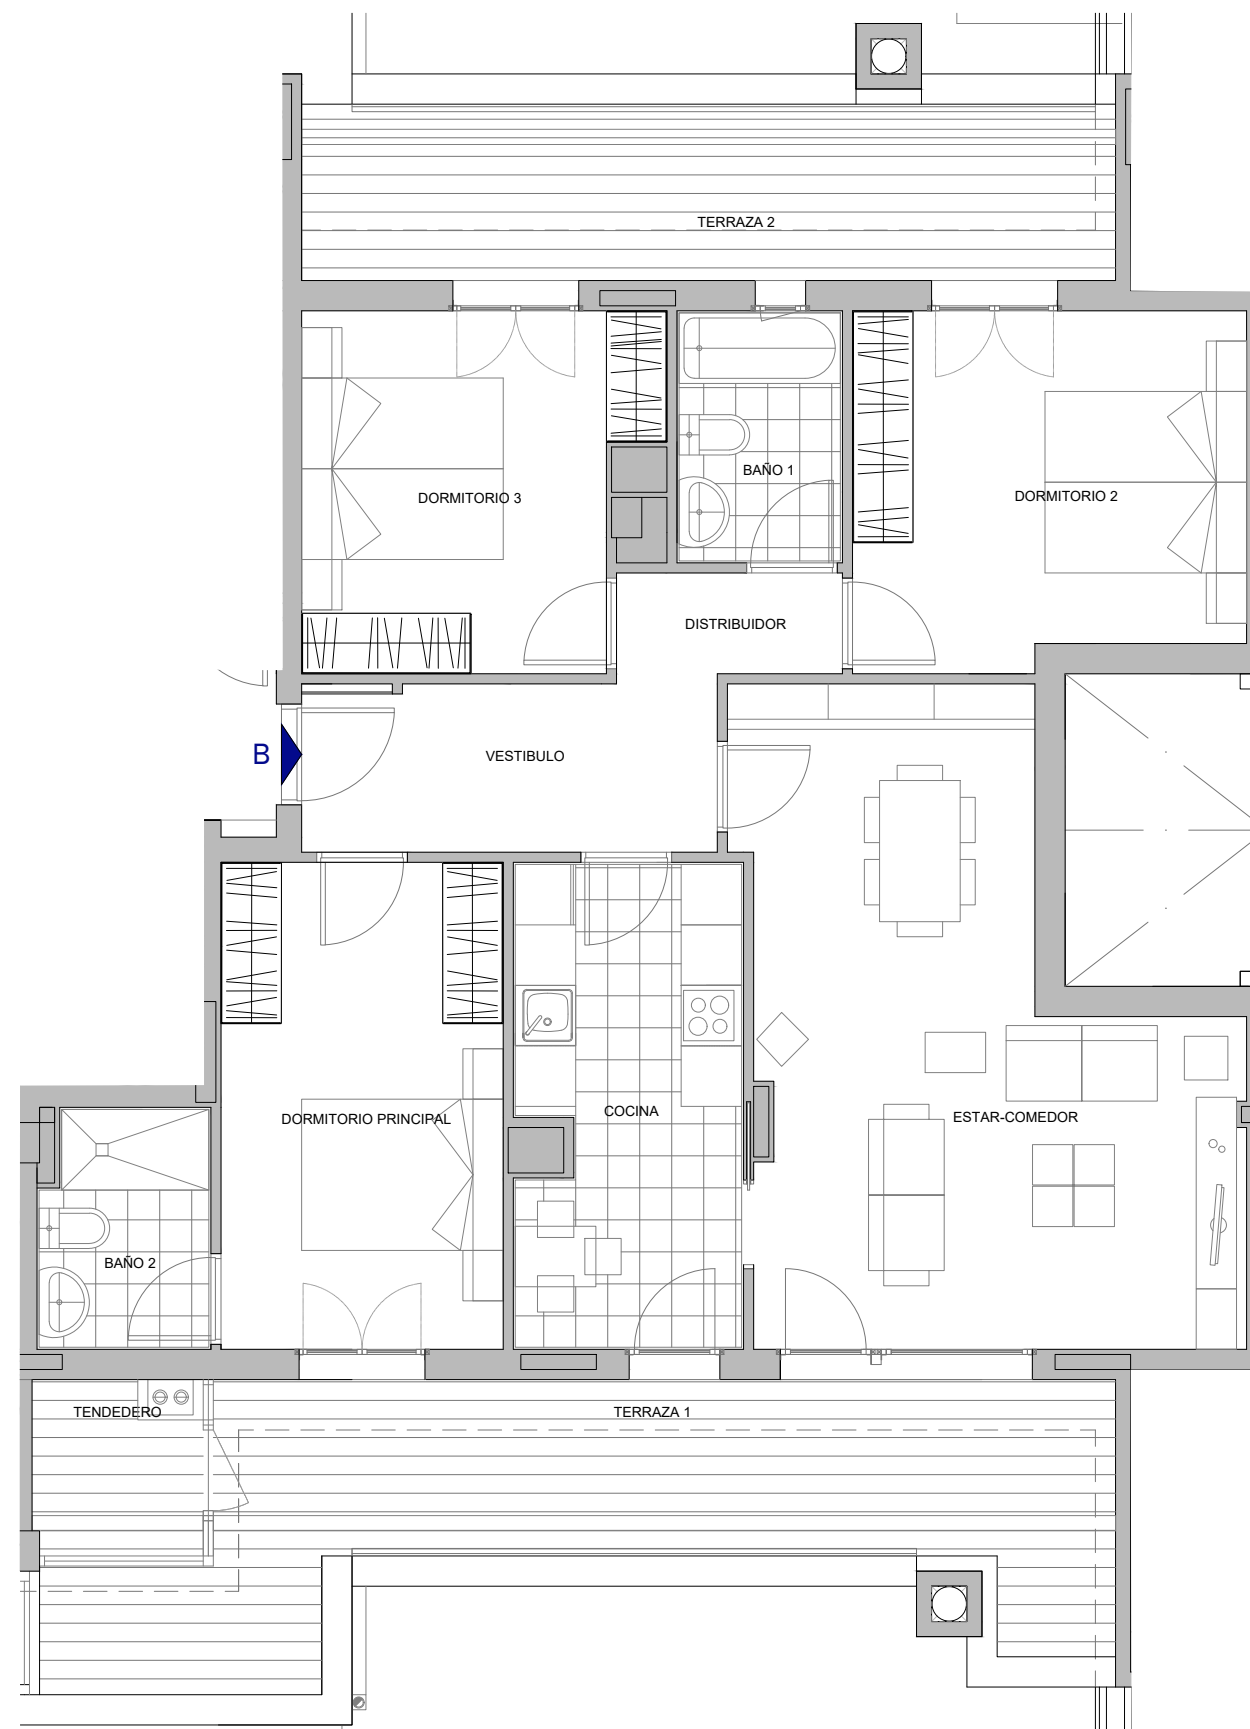 TERRAZA 2
BAÑO 1
DORMITORIO 3
DORMITORIO 2
DISTRIBUIDOR
B
VESTIBULO
COCINA
DORMITORIO PRINCIPAL
ESTAR-COMEDOR
BAÑO 2
TENDEDERO
TERRAZA 1